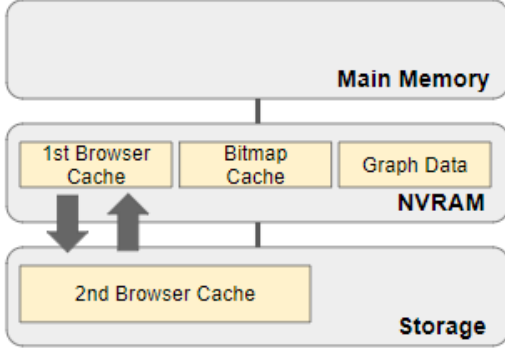 Main Memory
1st Browser
Cache
Bitmap
Cache
Graph Data
NVRAM
2nd Browser Cache
Storage